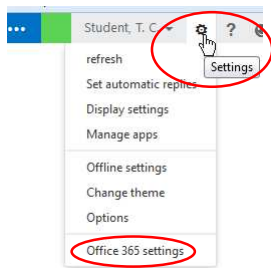 Student, T. C. ?
Settings
refresh
Set automatic replies
Display settings
Manage apps
Offline settings
Change theme
Options
Office 365 settings